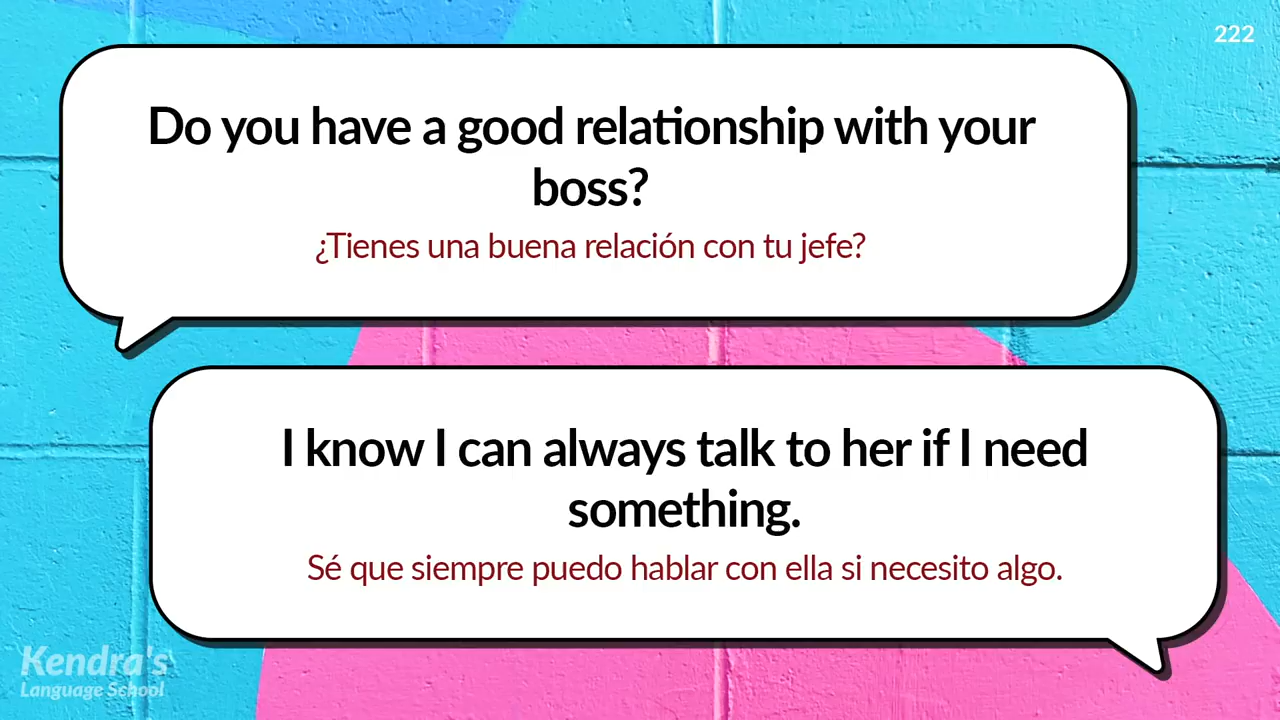 222
Do you have a good relationship with your
boss?
¿Tienes una buena relación con tu jefe?
I know I can always talk to her if I need
something.
Sé que siempre puedo hablar con ella si necesito algo.
Kendra's
Language School